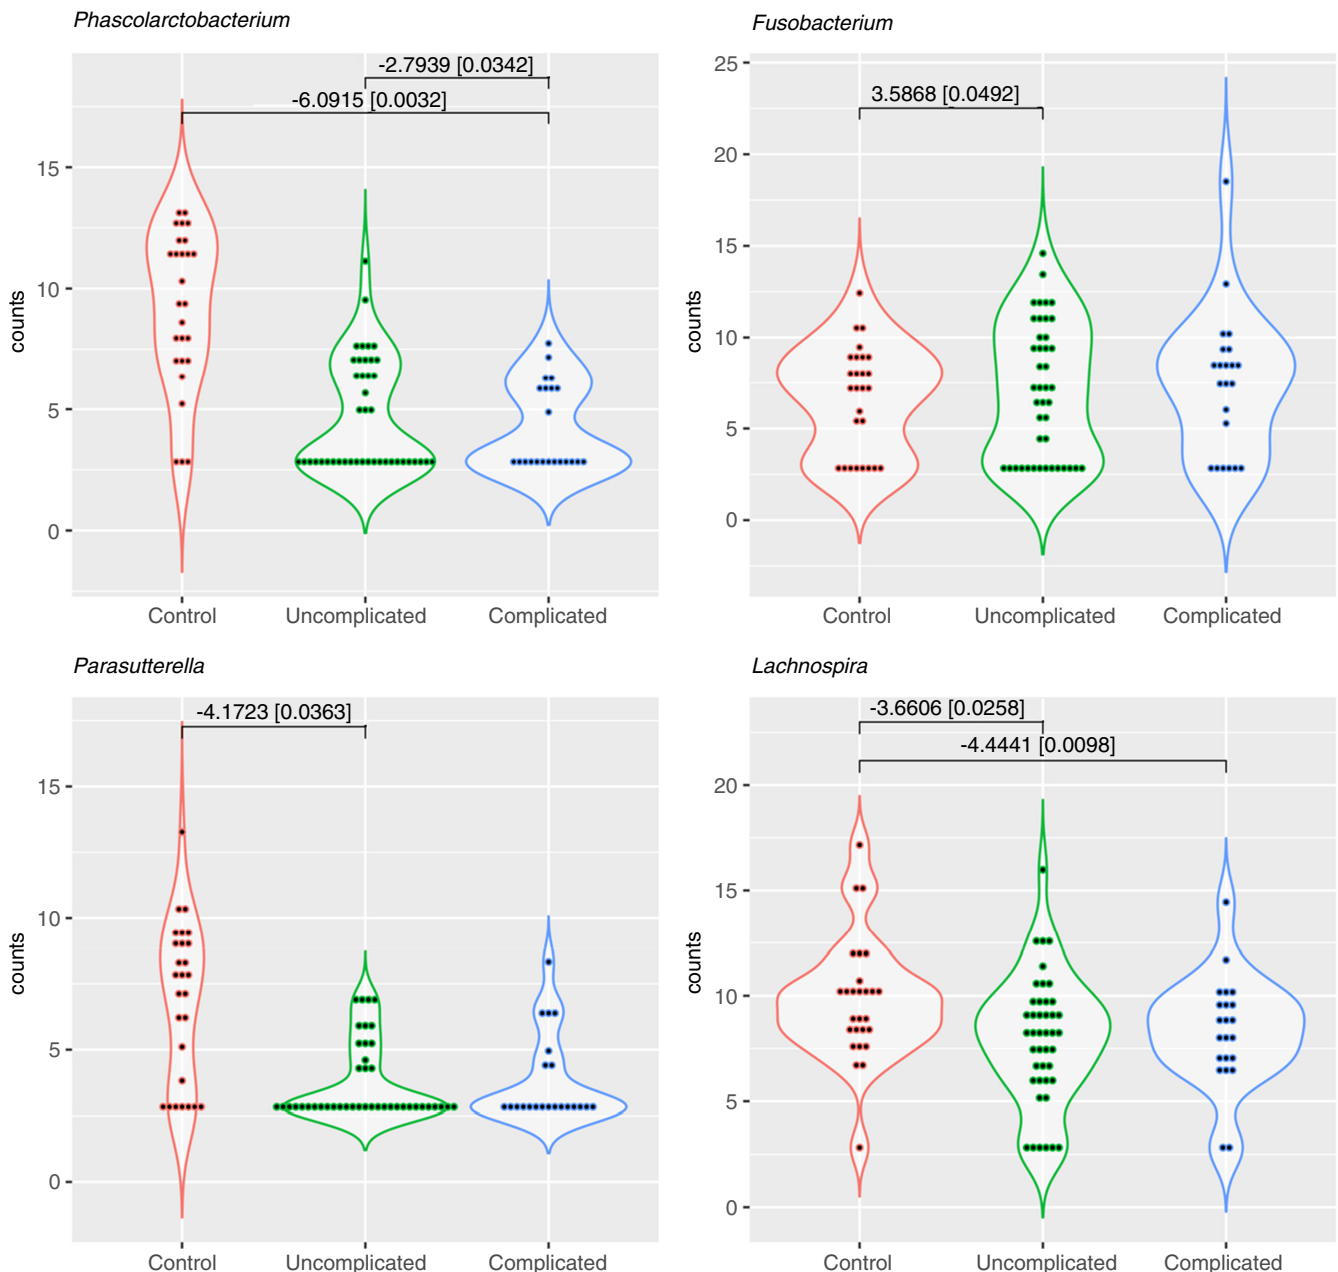 Phascolarctobacterium
-2.7939 [0.0342]
-6.0915 [0.0032]
counts
15
10
5
0
Control Uncomplicated Complicated
Fusobacterium
3.5868 [0.0492]
counts
25
20
15
10
5
0
Control Uncomplicated Complicated
Parasutterella
-4.1723 [0.0363]
counts
15
10
5
0
Control Uncomplicated Complicated
Lachnospira
-3.6606 [0.0258]
-4.4441 [0.0098]
counts
20
15
10
5
0
Control Uncomplicated Complicated